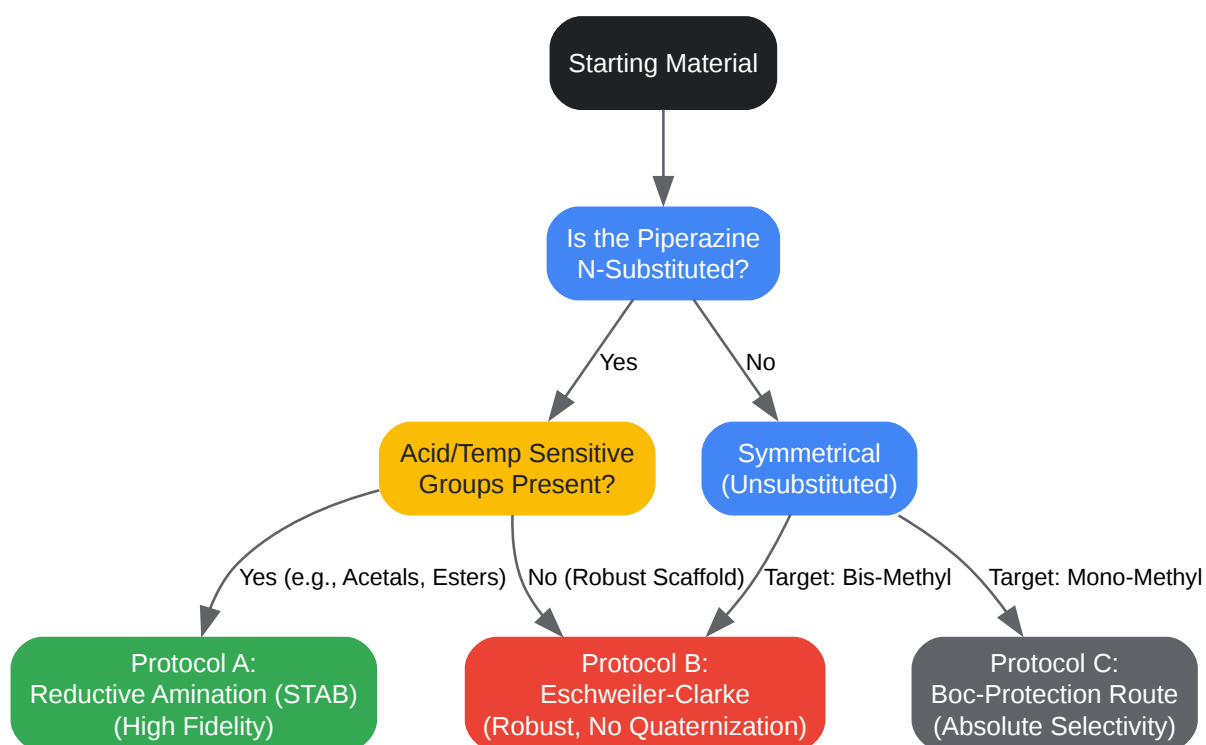 Starting Material
Is the Piperazine
N-Substituted?
Yes
No
Acid/Temp Sensitive
Groups Present?
Symmetrical
(Unsubstituted)
Yes (e.g., Acetals, Esters)
No (Robust Scaffold)
Target: Bis-Methyl
Target: Mono-Methyl
Protocol A:
Reductive Amination (STAB)
(High Fidelity)
Protocol B:
Eschweiler-Clarke
(Robust, No Quaternization)
Protocol C:
Boc-Protection Route
(Absolute Selectivity)